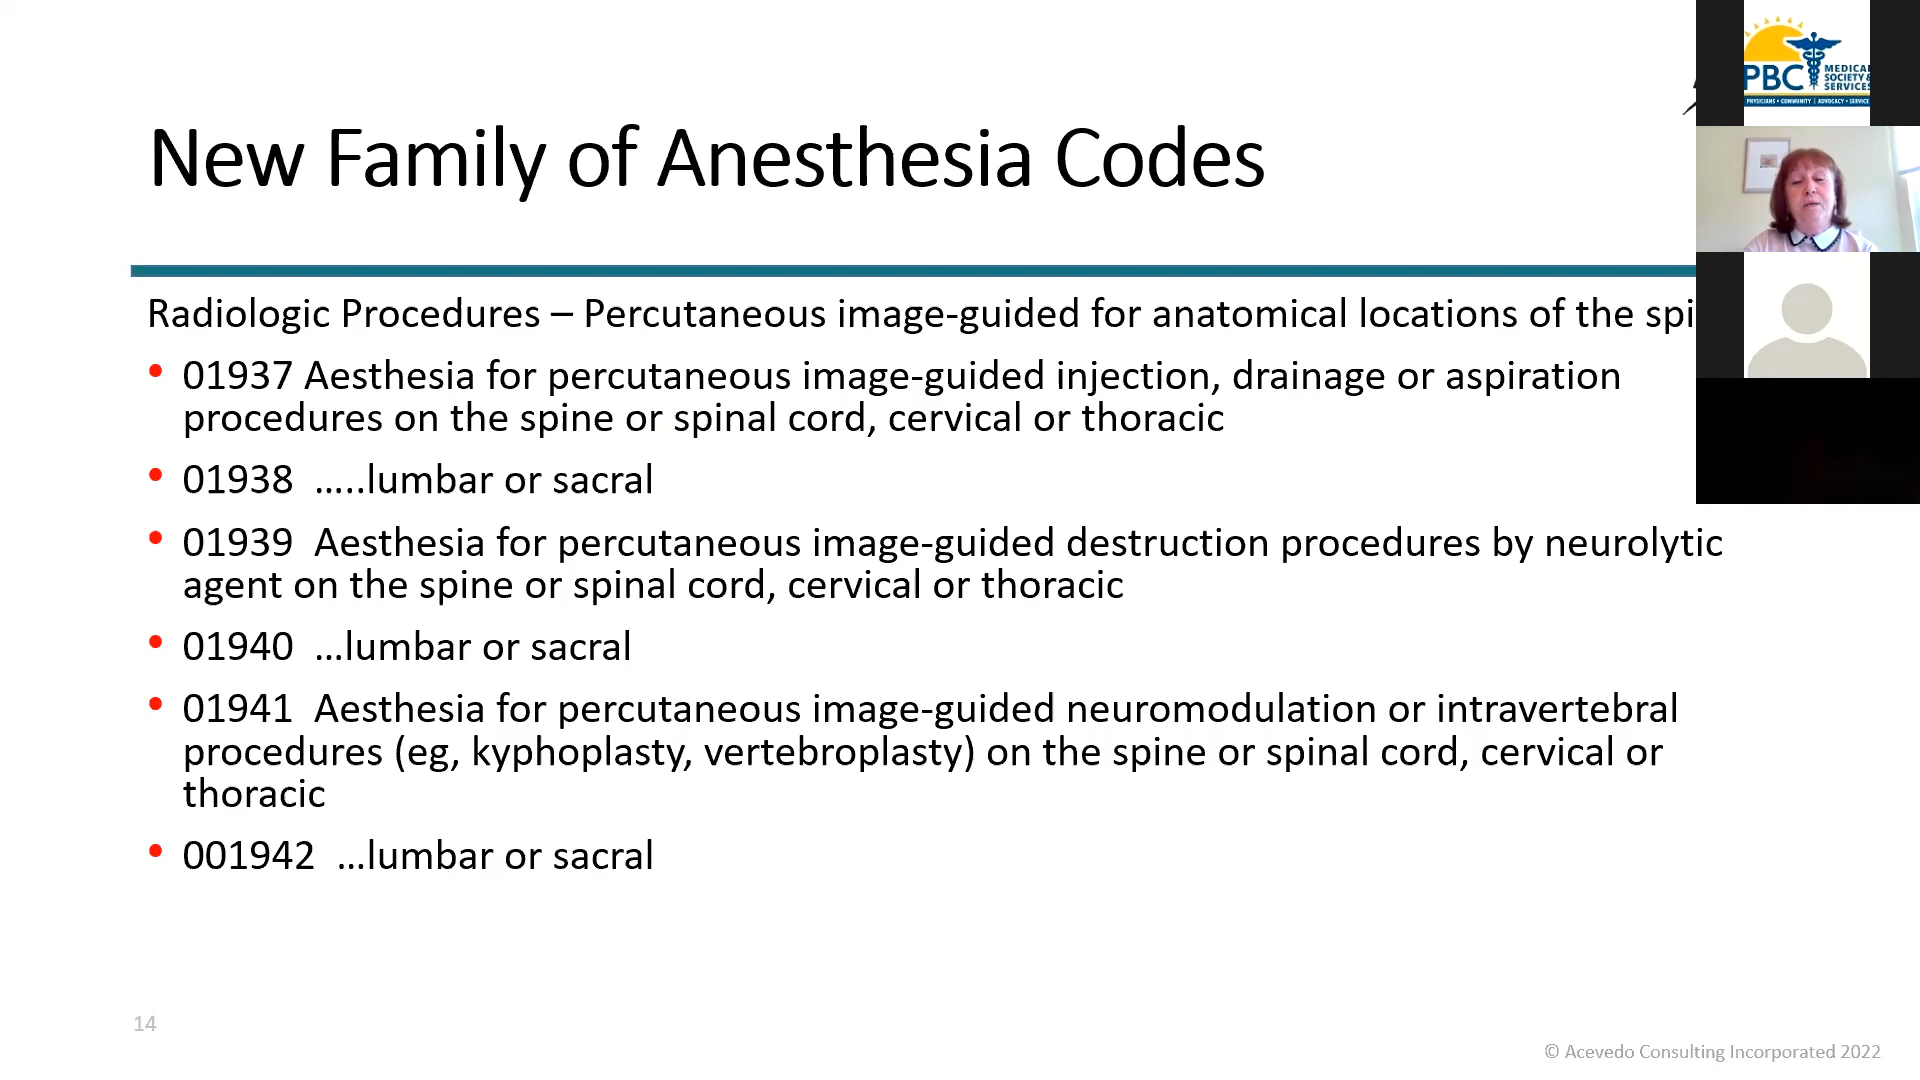 New Family of Anesthesia Codes
Radiologic Procedures – Percutaneous image-guided for anatomical locations of the
• 01937 Aesthesia for percutaneous image-guided injection, drainage or aspiration
procedures on the spine or spinal cord, cervical or thoracic
• 01938 …..lumbar or sacral
• 01939 Aesthesia for percutaneous image-guided destruction procedures by neurolytic
agent on the spine or spinal cord, cervical or thoracic
• 01940 …lumbar or sacral
• 01941 Aesthesia for percutaneous image-guided neuromodulation or intravertebral
procedures (eg, kyphoplasty, vertebroplasty) on the spine or spinal cord, cervical or
thoracic
• 001942 …lumbar or sacral
14
© Acevedo Consulting Incorporated 2022
PBC
MEDICAL
SOCIETY &
SERVICES
PHYSICIANS • COMMUNITY | ADVOCACY • SERVICE